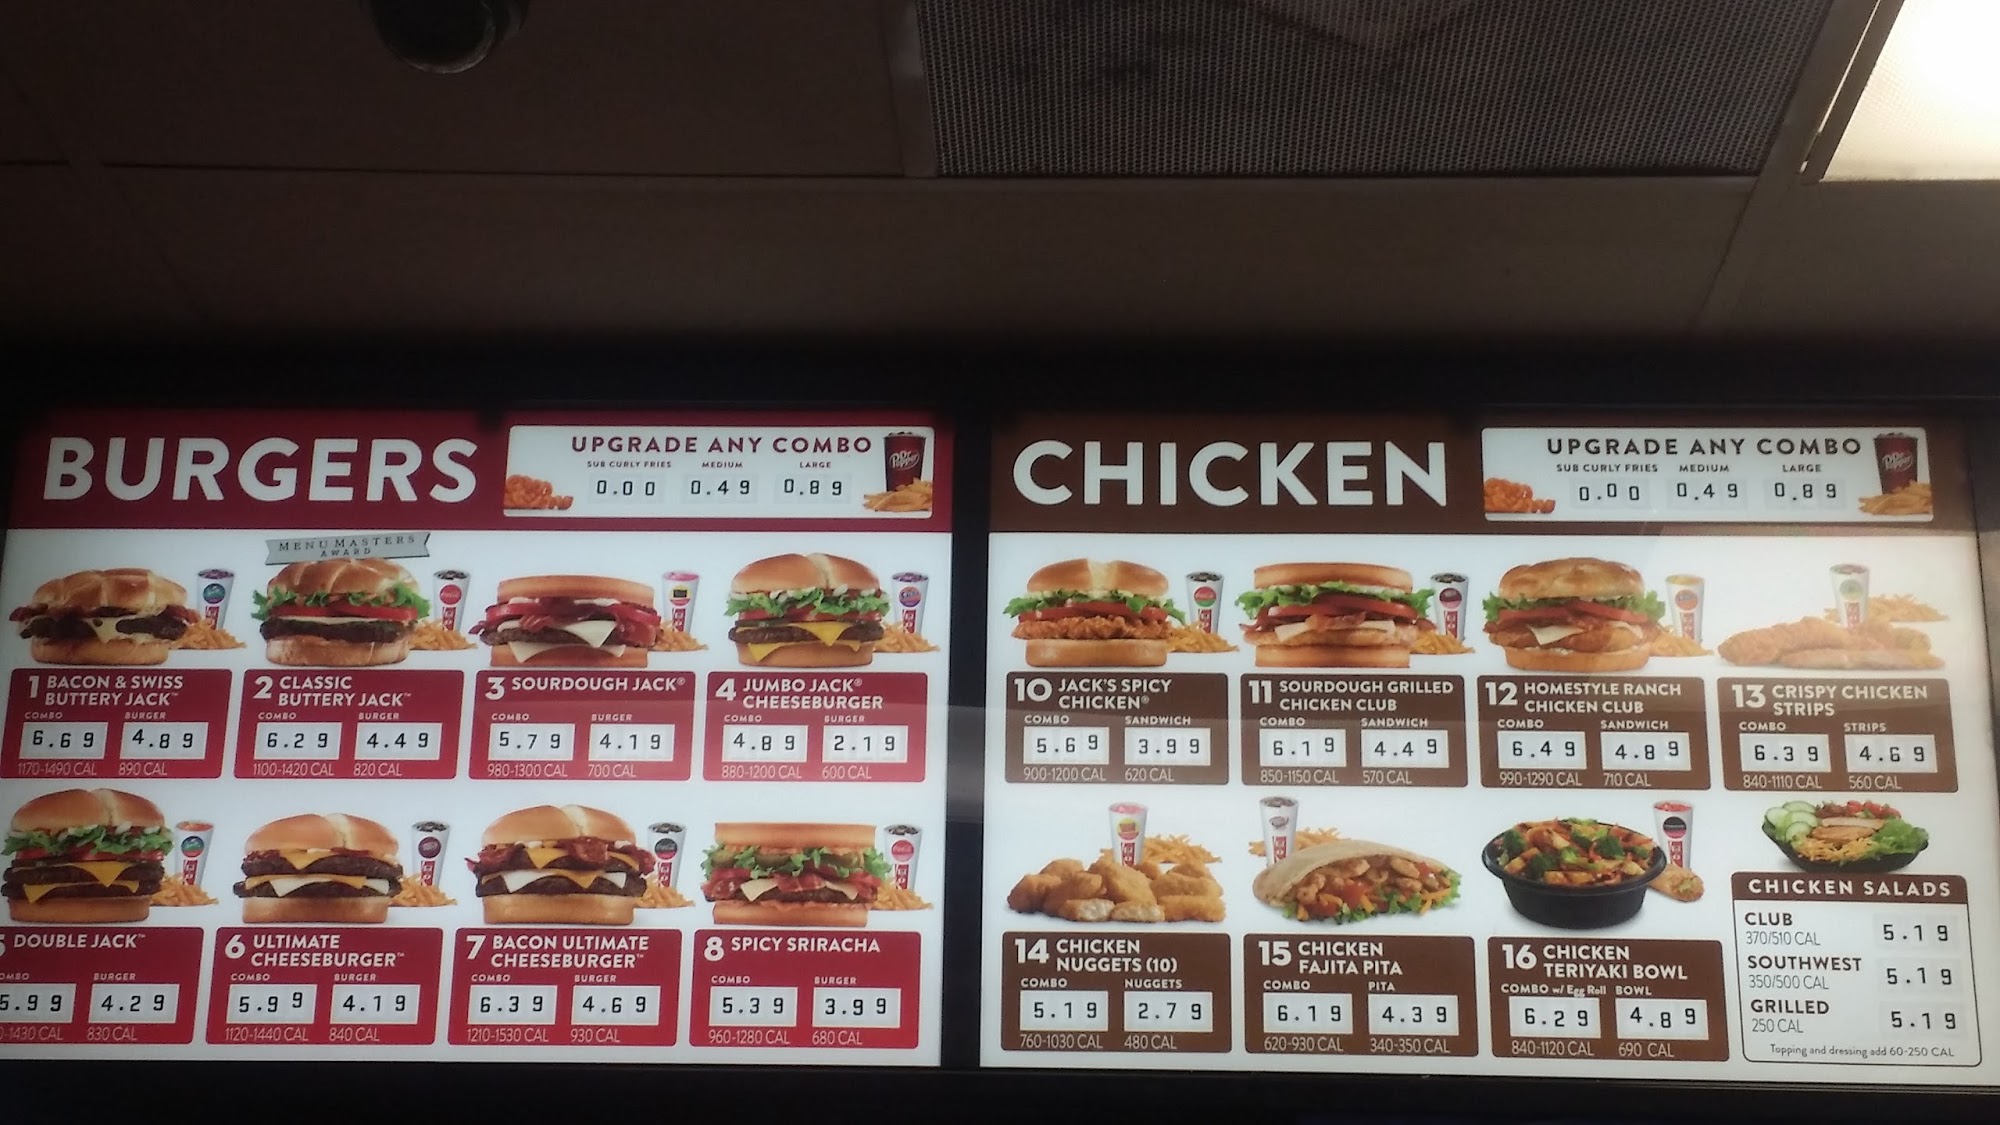 BURGERS
UPGRADE ANY COMBO
SUB CURLY FRIES MEDIUM LARGE
0.00 0.49 0.89
Dr Pepper
MENU MASTERS
AWARD
1 BACON & SWISS
BUTTERY JACK™
COMBO BURGER
6.69 4.89
1170-1490 CAL 890 CAL
2 CLASSIC
BUTTERY JACK™
COMBO BURGER
6.29 4.49
1100-1420 CAL 820 CAL
3 SOURDOUGH JACK®
COMBO BURGER
5.79 4.19
980-1300 CAL 700 CAL
4 JUMBO JACK®
CHEESEBURGER
COMBO BURGER
4.89 2.19
880-1200 CAL 600 CAL
5 DOUBLE JACK™
OMBO BURGER
5.99 4.29
0-1430 CAL 830 CAL
6 ULTIMATE
CHEESEBURGER™
COMBO BURGER
5.99 4.19
1120-1440 CAL 840 CAL
7 BACON ULTIMATE
CHEESEBURGER™
COMBO BURGER
6.39 4.69
1210-1530 CAL 930 CAL
8 SPICY SRIRACHA
COMBO BURGER
5.39 3.99
960-1280 CAL 680 CAL
CHICKEN
UPGRADE ANY COMBO
SUB CURLY FRIES MEDIUM LARGE
0.00 0.49 0.89
Dr Pepper
10 JACK'S SPICY
CHICKEN®
COMBO SANDWICH
5.69 3.99
900-1200 CAL 620 CAL
11 SOURDOUGH GRILLED
CHICKEN CLUB
COMBO SANDWICH
6.19 4.49
850-1150 CAL 570 CAL
12 HOMESTYLE RANCH
CHICKEN CLUB
COMBO SANDWICH
6.49 4.89
990-1290 CAL 710 CAL
13 CRISPY CHICKEN
STRIPS
COMBO STRIPS
6.39 4.69
840-1110 CAL 560 CAL
14 CHICKEN
NUGGETS (10)
COMBO NUGGETS
5.19 2.79
760-1030 CAL 480 CAL
15 CHICKEN
FAJITA PITA
COMBO PITA
6.19 4.39
620-930 CAL 340-350 CAL
16 CHICKEN
TERIYAKI BOWL
COMBO w/ Egg Roll BOWL
6.29 4.89
840-1120 CAL 690 CAL
CHICKEN SALADS
CLUB 5.19
370/510 CAL
SOUTHWEST 5.19
350/500 CAL
GRILLED 5.19
250 CAL
Topping and dressing add 60-250 CAL